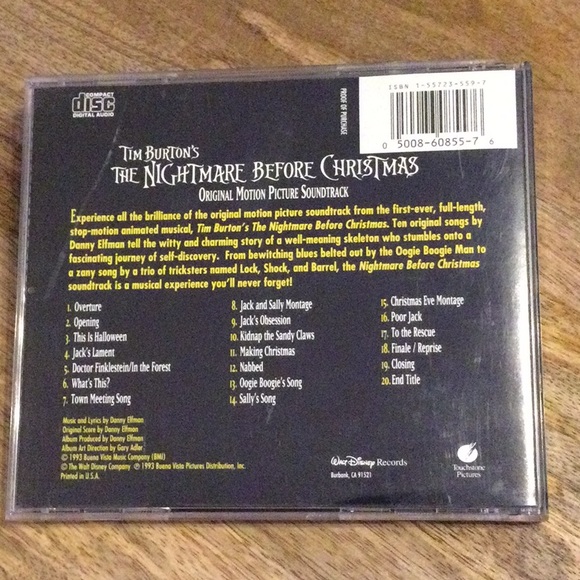 COMPACT
disc
DIGITAL AUDIO
PROOF OF PURCHASE
ISBN 1-55723-559-7
0 5008-60855-7 6
TIM BURTON'S
THE NIGHTMARE BEFORE CHRISTMAS
ORIGINAL MOTION PICTURE SOUNDTRACK
Experience all the brilliance of the original motion picture soundtrack from the first-ever, full-length,
stop-motion animated musical, Tim Burton's The Nightmare Before Christmas. Ten original songs by
Danny Elfman tell the witty and charming story of a well-meaning skeleton who stumbles onto a
fascinating journey of self-discovery. From bewitching blues belted out by the Oogie Boogie Man to
a zany song by a trio of tricksters named Lock, Shock, and Barrel, the Nightmare Before Christmas
soundtrack is a musical experience you'll never forget!
1. Overture
2. Opening
3. This Is Halloween
4. Jack's Lament
5. Doctor Finklestein/In the Forest
6. What's This?
7. Town Meeting Song
8. Jack and Sally Montage
9. Jack's Obsession
10. Kidnap the Sandy Claws
11. Making Christmas
12. Nabbed
13. Oogie Boogie's Song
14. Sally's Song
15. Christmas Eve Montage
16. Poor Jack
17. To the Rescue
18. Finale / Reprise
19. Closing
20. End Title
Music and Lyrics by Danny Elfman
Original Score by Danny Elfman
Album Produced by Danny Elfman
Album Art Direction by Gary Adler
© 1993 Buena Vista Music Company (BMI)
© The Walt Disney Company ℗ 1993 Buena Vista Pictures Distribution, Inc.
Printed in U.S.A.
Walt Disney Records
Burbank, CA 91521
Touchstone
Pictures